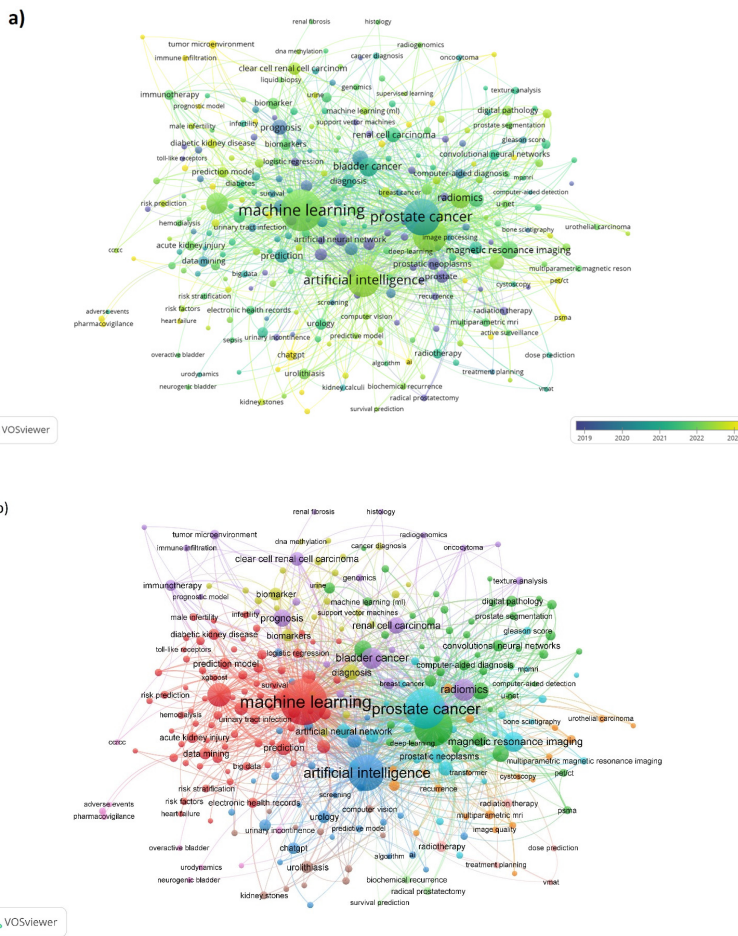 a)
renal fibrosis
histology
tumor microenvironment
radiogenomics
dna methylation
cancer diagnosis
immune infiltration
oncocytoma
clear cell renal cell carcinom
liquid biopsy
genomics
immunotherapy
urine
supervised learning
texture analysis
prognostic model
biomarker
machine learning (ml)
digital pathology
support vector machines
prostate segmentation
male infertility
infertility
prognosis
renal cell carcinoma
gleason score
diabetic kidney disease
biomarkers
convolutional neural networks
toll-like receptors
logistic regression
bladder cancer
prediction model
computer-aided diagnosis
mpmri
diabetes
diagnosis
survival
breast cancer
radiomics
computer-aided detection
risk prediction
machine learning
prostate cancer
u-net
hemodialysis
urinary tract infection
bone scintigraphy
urothelial carcinoma
acute kidney injury
artificial neural network
image processing
ccrcc
data mining
prediction
deep-learning
magnetic resonance imaging
prostatic neoplasms
multiparametric magnetic reson
big data
artificial intelligence
prostate
cystoscopy
pet/ct
risk stratification
screening
recurrence
adverse events
risk factors
electronic health records
computer vision
radiation therapy
psma
pharmacovigilance
heart failure
urology
multiparametric mri
sepsis
urinary incontinence
predictive model
active surveillance
overactive bladder
chatgpt
radiotherapy
dose prediction
urodynamics
urolithiasis
algorithm
ai
treatment planning
neurogenic bladder
kidney calculi
biochemical recurrence
vmat
kidney stones
radical prostatectomy
survival prediction
VOSviewer
2019
2020
2021
2022
renal fibrosis
histology
tumor microenvironment
radiogenomics
dna methylation
cancer diagnosis
immune infiltration
oncocytoma
clear cell renal cell carcinoma
genomics
immunotherapy
urine
texture analysis
prognostic model
biomarker
machine learning (ml)
digital pathology
support vector machines
prostate segmentation
male infertility
infertility
prognosis
renal cell carcinoma
gleason score
diabetic kidney disease
biomarkers
convolutional neural networks
toll-like receptors
logistic regression
bladder cancer
prediction model
computer-aided diagnosis
mpmri
xgboost
diagnosis
survival
breast cancer
radiomics
computer-aided detection
risk prediction
machine learning
prostate cancer
u-net
hemodialysis
urinary tract infection
bone scintigraphy
urothelial carcinoma
acute kidney injury
artificial neural network
ccrcc
data mining
prediction
deep-learning
magnetic resonance imaging
prostatic neoplasms
multiparametric magnetic resonance imaging
big data
artificial intelligence
transformer
cystoscopy
pet/ct
risk stratification
screening
recurrence
adverse events
risk factors
electronic health records
computer vision
radiation therapy
psma
pharmacovigilance
heart failure
urology
multiparametric mri
urinary incontinence
predictive model
image quality
overactive bladder
chatgpt
radiotherapy
dose prediction
urodynamics
urolithiasis
algorithm
ai
treatment planning
neurogenic bladder
biochemical recurrence
vmat
kidney stones
radical prostatectomy
survival prediction
VOSviewer